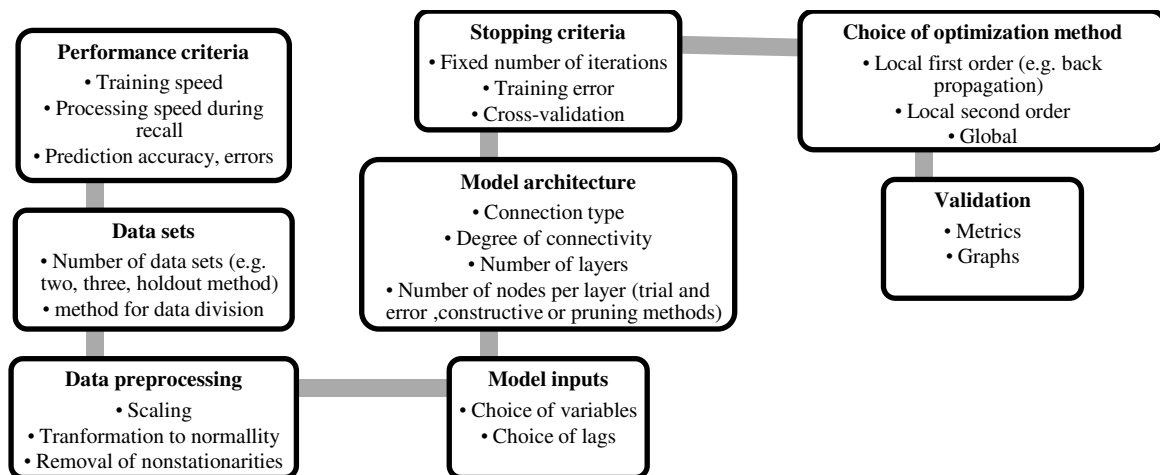 Performance criteria
• Training speed
• Processing speed during
recall
• Prediction accuracy, errors
Data sets
• Number of data sets (e.g.
two, three, holdout method)
• method for data division
Data preprocessing
• Scaling
• Tranformation to normallity
• Removal of nonstationarities
Model inputs
• Choice of variables
• Choice of lags
Model architecture
• Connection type
• Degree of connectivity
• Number of layers
• Number of nodes per layer (trial and
error ,constructive or pruning methods)
Stopping criteria
• Fixed number of iterations
• Training error
• Cross-validation
Choice of optimization method
• Local first order (e.g. back
propagation)
• Local second order
• Global
Validation
• Metrics
• Graphs